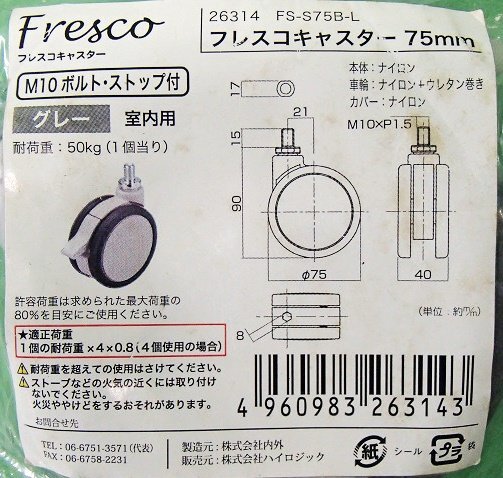 Fresco
フレスコキャスター
M10ボルト・ストップ付
グレー 室内用
耐荷重：50kg（1個当り）
26314 FS-S75B-L
フレスコキャスター 75mm
本体：ナイロン
車輪：ナイロン+ウレタン巻き
カバー：ナイロン
17
21
15
M10×P1.5
90
φ75
40
8
（単位：約㎜）
許容荷重は求められた最大荷重の
80%を目安にご使用ください。
★適正荷重
1個の耐荷重×4×0.8（4個使用の場合）
耐荷重を超えての使用はさけてください。
ストーブなどの火気の近くには取り付け
ないでください。
火災ややけどをするおそれがあります。
4 960983 263143
お問合せ先
TEL：06-6751-3571（代表）
FAX：06-6758-2231
製造元：株式会社内外
販売元：株式会社ハイロジック
紙 シール プラ 袋